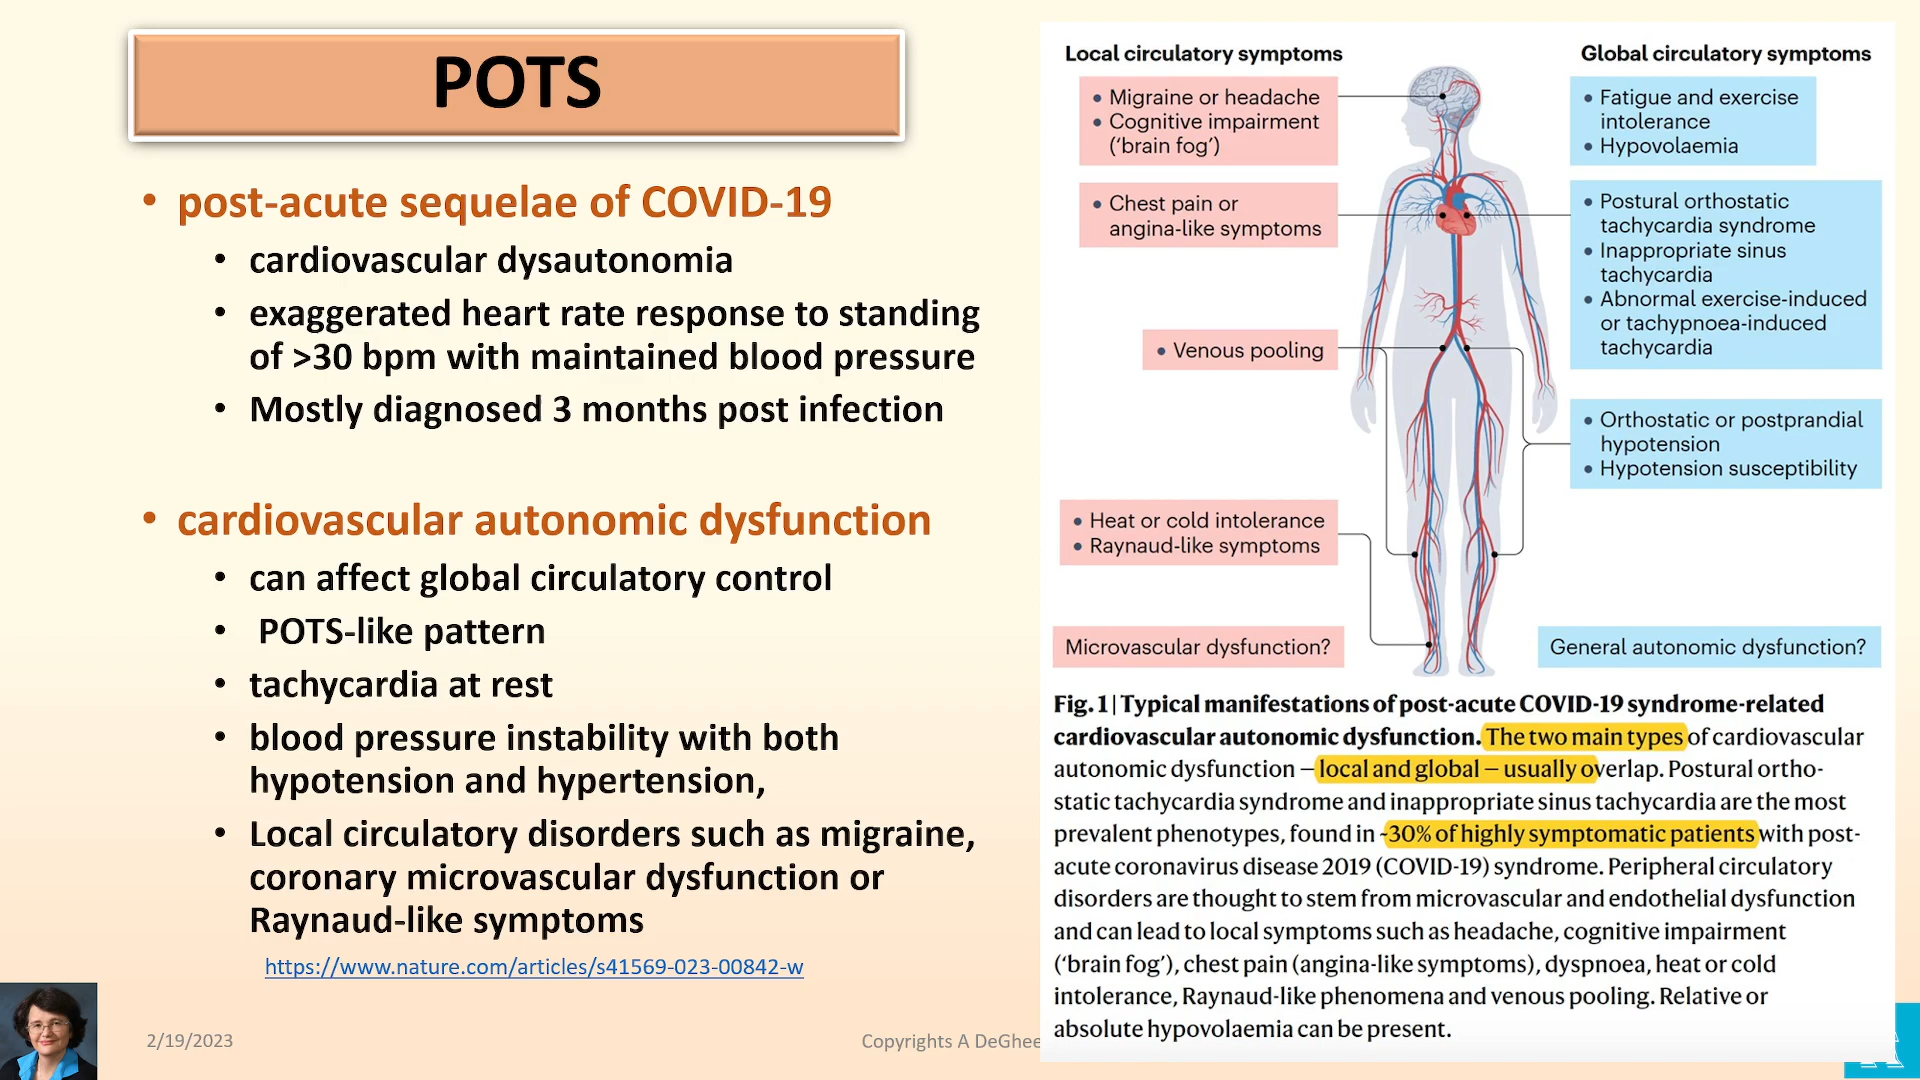 POTS
• post-acute sequelae of COVID-19
• cardiovascular dysautonomia
• exaggerated heart rate response to standing
of >30 bpm with maintained blood pressure
• Mostly diagnosed 3 months post infection
• cardiovascular autonomic dysfunction
• can affect global circulatory control
• POTS-like pattern
• tachycardia at rest
• blood pressure instability with both
hypotension and hypertension,
• Local circulatory disorders such as migraine,
coronary microvascular dysfunction or
Raynaud-like symptoms
https://www.nature.com/articles/s41569-023-00842-w
2/19/2023
Copyrights A DeGhee
Local circulatory symptoms
• Migraine or headache
• Cognitive impairment
(‘brain fog’)
• Chest pain or
angina-like symptoms
• Venous pooling
• Heat or cold intolerance
• Raynaud-like symptoms
Microvascular dysfunction?
Global circulatory symptoms
• Fatigue and exercise
intolerance
• Hypovolaemia
• Postural orthostatic
tachycardia syndrome
• Inappropriate sinus
tachycardia
• Abnormal exercise-induced
or tachypnoea-induced
tachycardia
• Orthostatic or postprandial
hypotension
• Hypotension susceptibility
General autonomic dysfunction?
Fig. 1 | Typical manifestations of post-acute COVID-19 syndrome-related
cardiovascular autonomic dysfunction. The two main types of cardiovascular
autonomic dysfunction — local and global — usually overlap. Postural ortho-
static tachycardia syndrome and inappropriate sinus tachycardia are the most
prevalent phenotypes, found in ~30% of highly symptomatic patients with post-
acute coronavirus disease 2019 (COVID-19) syndrome. Peripheral circulatory
disorders are thought to stem from microvascular and endothelial dysfunction
and can lead to local symptoms such as headache, cognitive impairment
(‘brain fog’), chest pain (angina-like symptoms), dyspnoea, heat or cold
intolerance, Raynaud-like phenomena and venous pooling. Relative or
absolute hypovolaemia can be present.